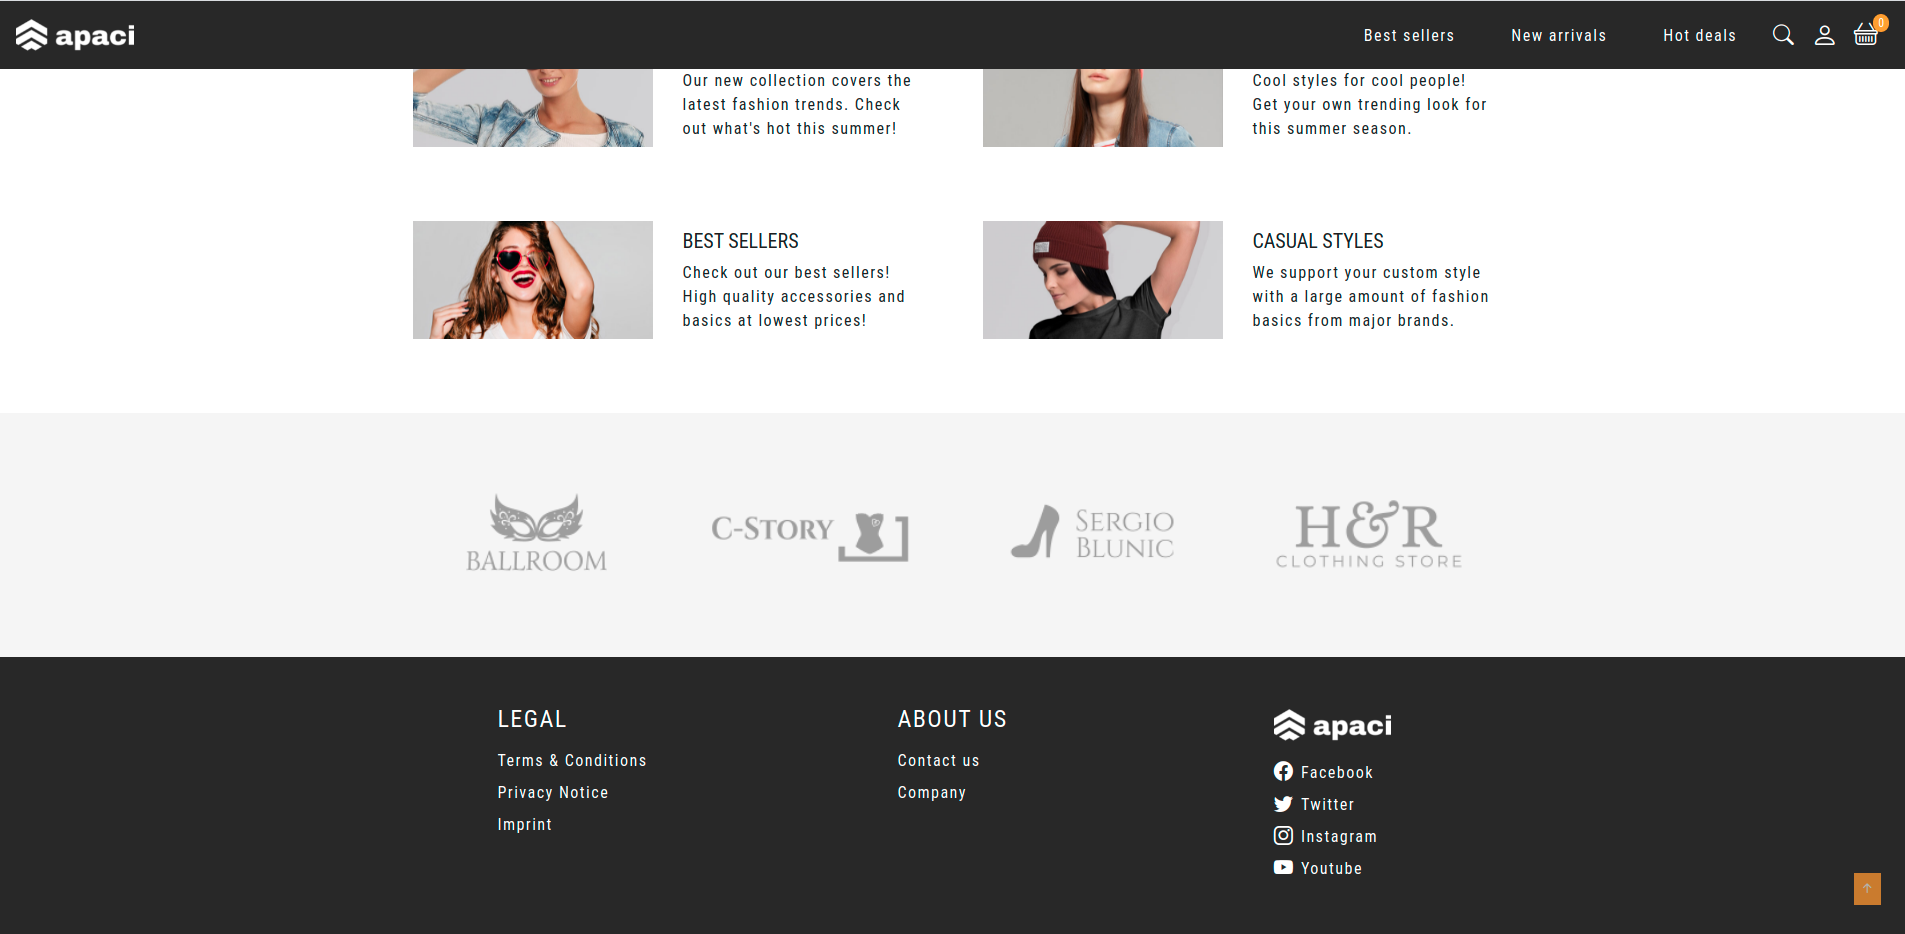 apaci
Best sellers
New arrivals
Hot deals
0
Our new collection covers the
latest fashion trends. Check
out what's hot this summer!
Cool styles for cool people!
Get your own trending look for
this summer season.
BEST SELLERS
Check out our best sellers!
High quality accessories and
basics at lowest prices!
CASUAL STYLES
We support your custom style
with a large amount of fashion
basics from major brands.
BALLROOM
C-STORY
SERGIO
BLUNIC
H&R
CLOTHING STORE
LEGAL
Terms & Conditions
Privacy Notice
Imprint
ABOUT US
Contact us
Company
apaci
Facebook
Twitter
Instagram
Youtube